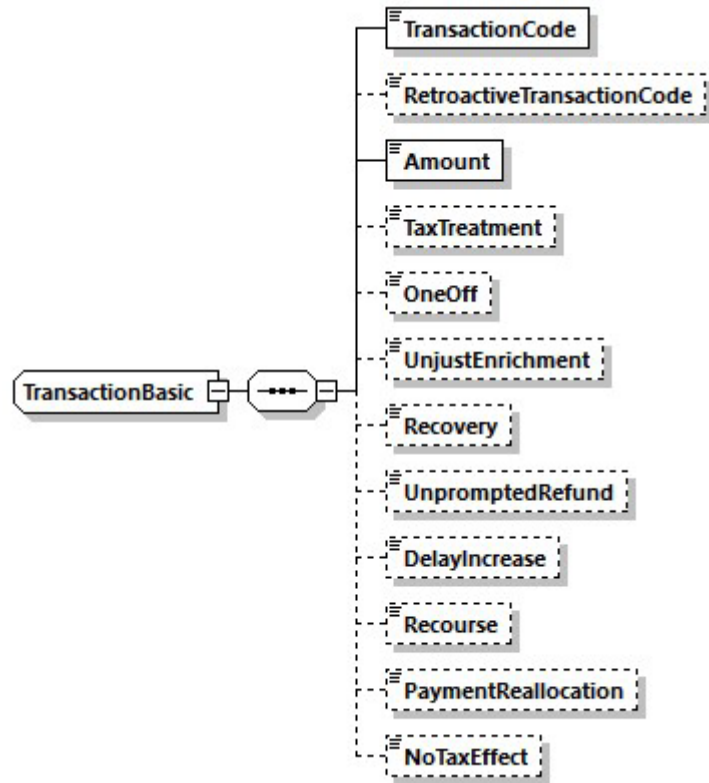 TransactionCode
RetroactiveTransactionCode
Amount
TaxTreatment
OneOff
UnjustEnrichment
TransactionBasic
Recovery
UnpromptedRefund
DelayIncrease
Recourse
PaymentReallocation
NoTaxEffect